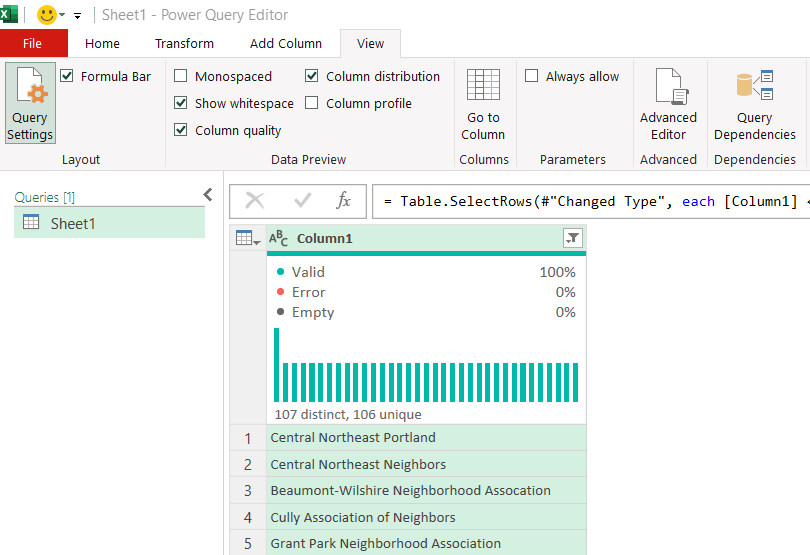 Sheet1 - Power Query Editor
File Home Transform Add Column View
Query Settings
Formula Bar
Layout
Monospaced
Show whitespace
Column quality
Column distribution
Column profile
Data Preview
Go to Column
Columns
Always allow
Parameters
Advanced Editor
Advanced
Query Dependencies
Dependencies
Queries [1]
Sheet1
fx
= Table.SelectRows(#"Changed Type", each [Column1] <
ABC Column1
Valid 100%
Error 0%
Empty 0%
107 distinct, 106 unique
1 Central Northeast Portland
2 Central Northeast Neighbors
3 Beaumont-Wilshire Neighborhood Assocation
4 Cully Association of Neighbors
5 Grant Park Neighborhood Association